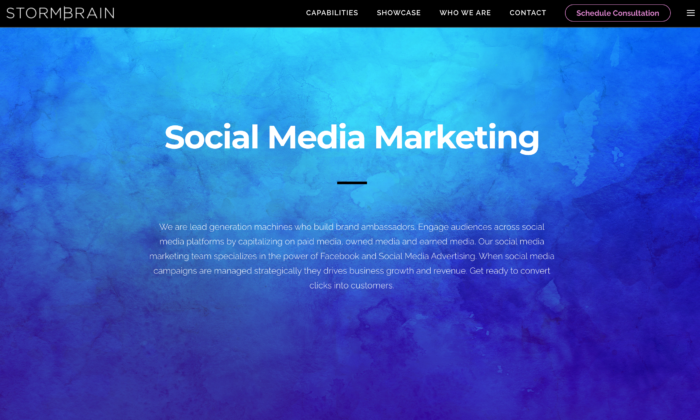 STORMBRAIN
CAPABILITIES SHOWCASE WHO WE ARE CONTACT Schedule Consultation
Social Media Marketing
We are lead generation machines who build brand ambassadors. Engage audiences across social
media platforms by capitalizing on paid media, owned media and earned media. Our social media
marketing team specializes in the power of Facebook and Social Media Advertising. When social media
campaigns are managed strategically they drives business growth and revenue. Get ready to convert
clicks into customers.